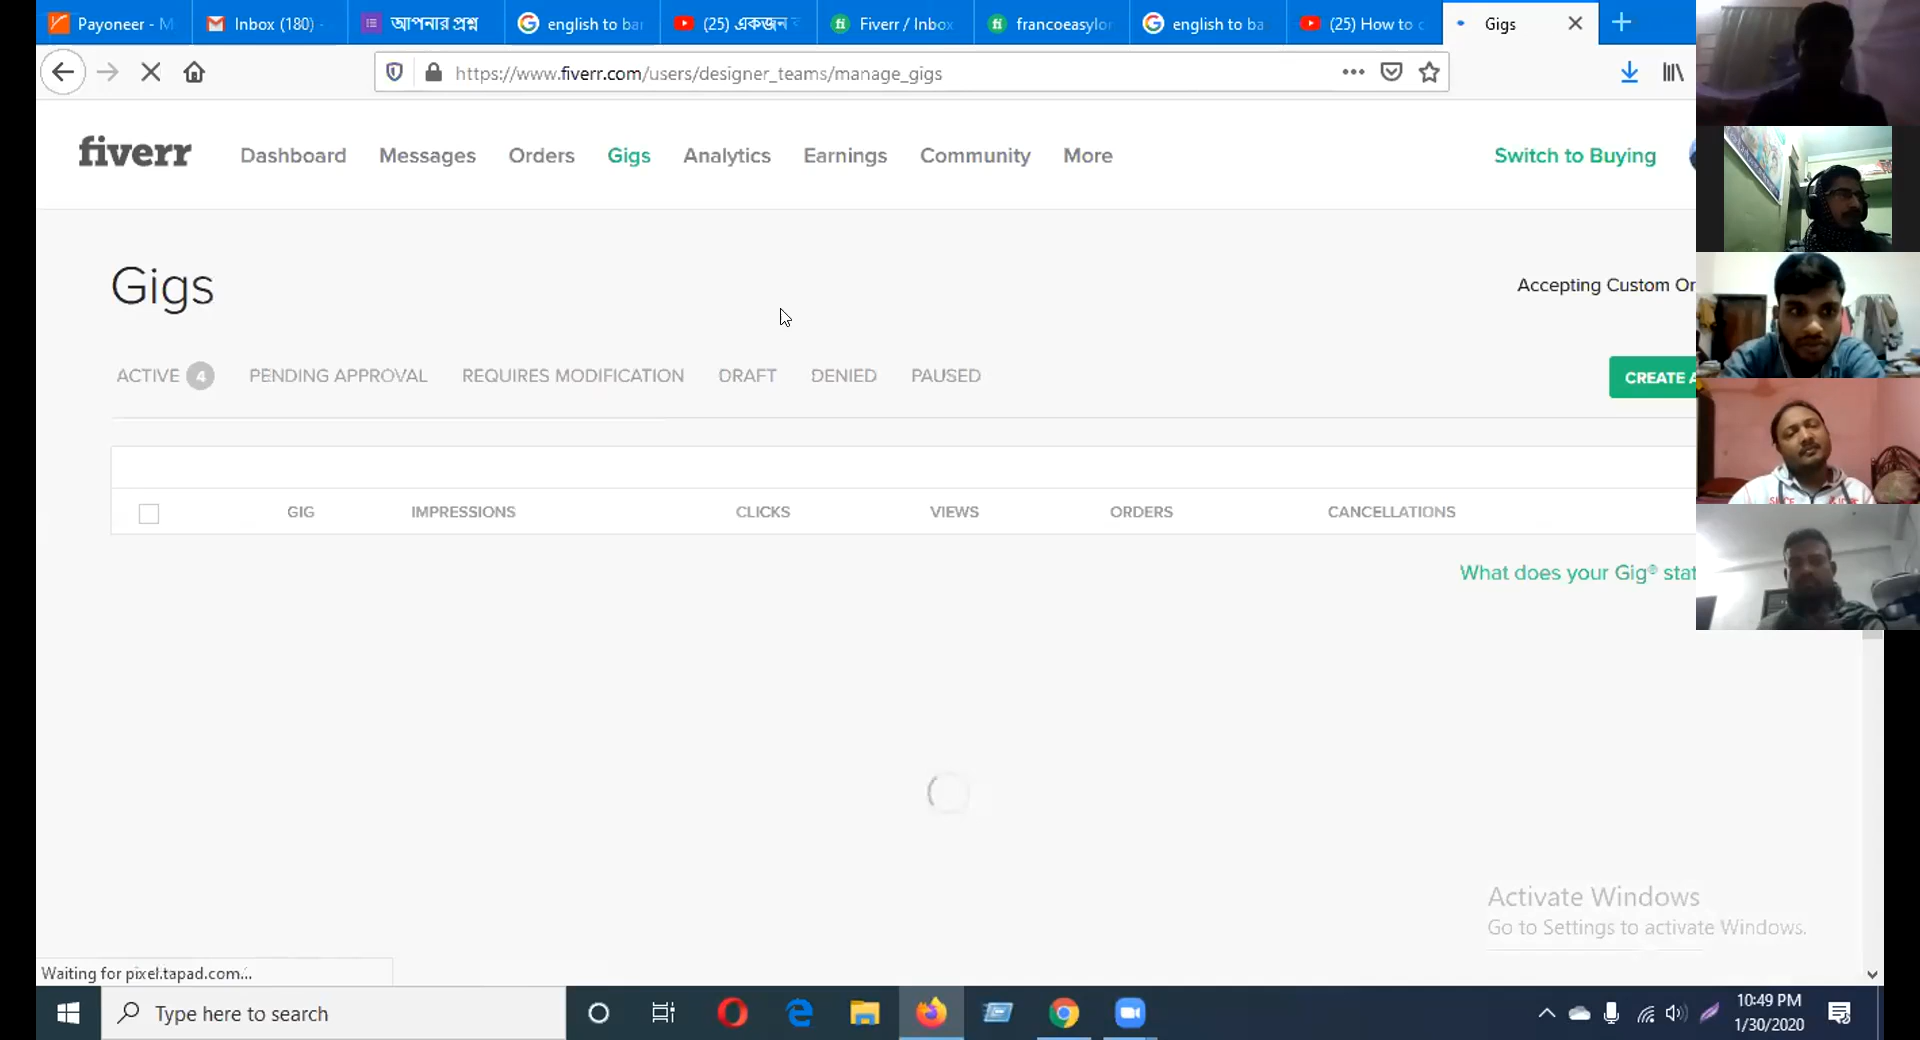 Payoneer - M
Inbox (180) -
আপনার প্রশ্ন
english to ban
(25) একজন
Fiverr / Inbox
francoeasylor
english to ba
(25) How to c
Gigs
https://www.fiverr.com/users/designer_teams/manage_gigs
fiverr
Dashboard
Messages
Orders
Gigs
Analytics
Earnings
Community
More
Switch to Buying
Gigs
Accepting Custom Or
ACTIVE 4
PENDING APPROVAL
REQUIRES MODIFICATION
DRAFT
DENIED
PAUSED
CREATE A
GIG
IMPRESSIONS
CLICKS
VIEWS
ORDERS
CANCELLATIONS
What does your Gig® stat
Activate Windows
Go to Settings to activate Windows.
Waiting for pixel.tapad.com...
Type here to search
10:49 PM
1/30/2020